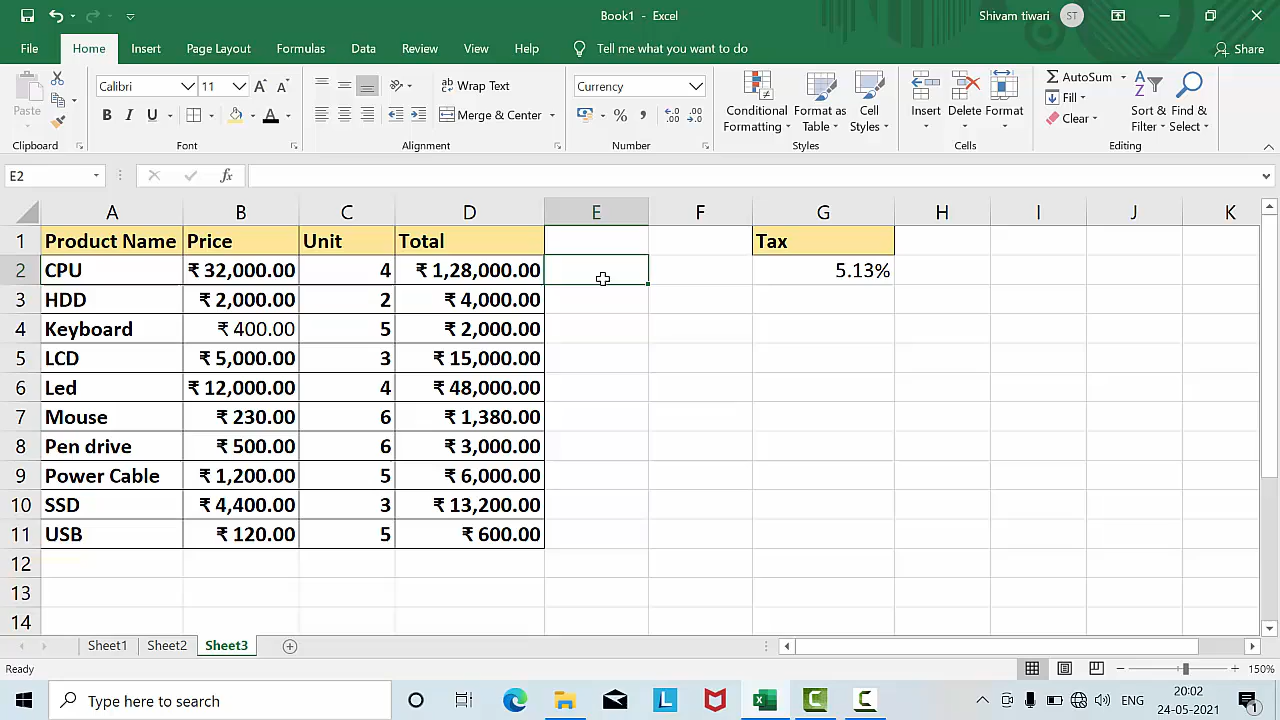 Book1 - Excel
Shivam tiwari ST
File Home Insert Page Layout Formulas Data Review View Help Tell me what you want to do Share
Paste
Clipboard
Calibri 11
B I U
Font
Wrap Text
Merge & Center
Alignment
Currency
Number
Conditional Formatting
Format as Table
Cell Styles
Styles
Insert Delete Format
Cells
AutoSum
Fill
Clear
Sort & Filter
Find & Select
Editing
E2 fx
A B C D E F G H I J K
1 Product Name Price Unit Total Tax
2 CPU ₹ 32,000.00 4 ₹ 1,28,000.00 5.13%
3 HDD ₹ 2,000.00 2 ₹ 4,000.00
4 Keyboard ₹ 400.00 5 ₹ 2,000.00
5 LCD ₹ 5,000.00 3 ₹ 15,000.00
6 Led ₹ 12,000.00 4 ₹ 48,000.00
7 Mouse ₹ 230.00 6 ₹ 1,380.00
8 Pen drive ₹ 500.00 6 ₹ 3,000.00
9 Power Cable ₹ 1,200.00 5 ₹ 6,000.00
10 SSD ₹ 4,400.00 3 ₹ 13,200.00
11 USB ₹ 120.00 5 ₹ 600.00
12
13
14
Sheet1 Sheet2 Sheet3
Ready 150%
Type here to search
ENG
20:02
24-05-2021